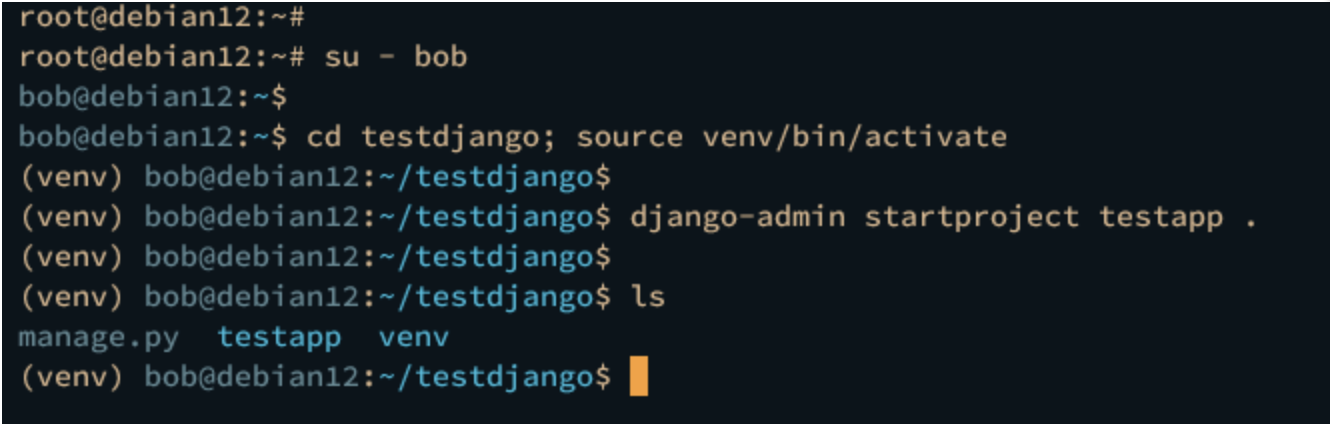 root@debian12:~#
root@debian12:~# su - bob
bob@debian12:~$
bob@debian12:~$ cd testdjango; source venv/bin/activate
(venv) bob@debian12:~/testdjango$
(venv) bob@debian12:~/testdjango$ django-admin startproject testapp .
(venv) bob@debian12:~/testdjango$
(venv) bob@debian12:~/testdjango$ ls
manage.py  testapp  venv
(venv) bob@debian12:~/testdjango$